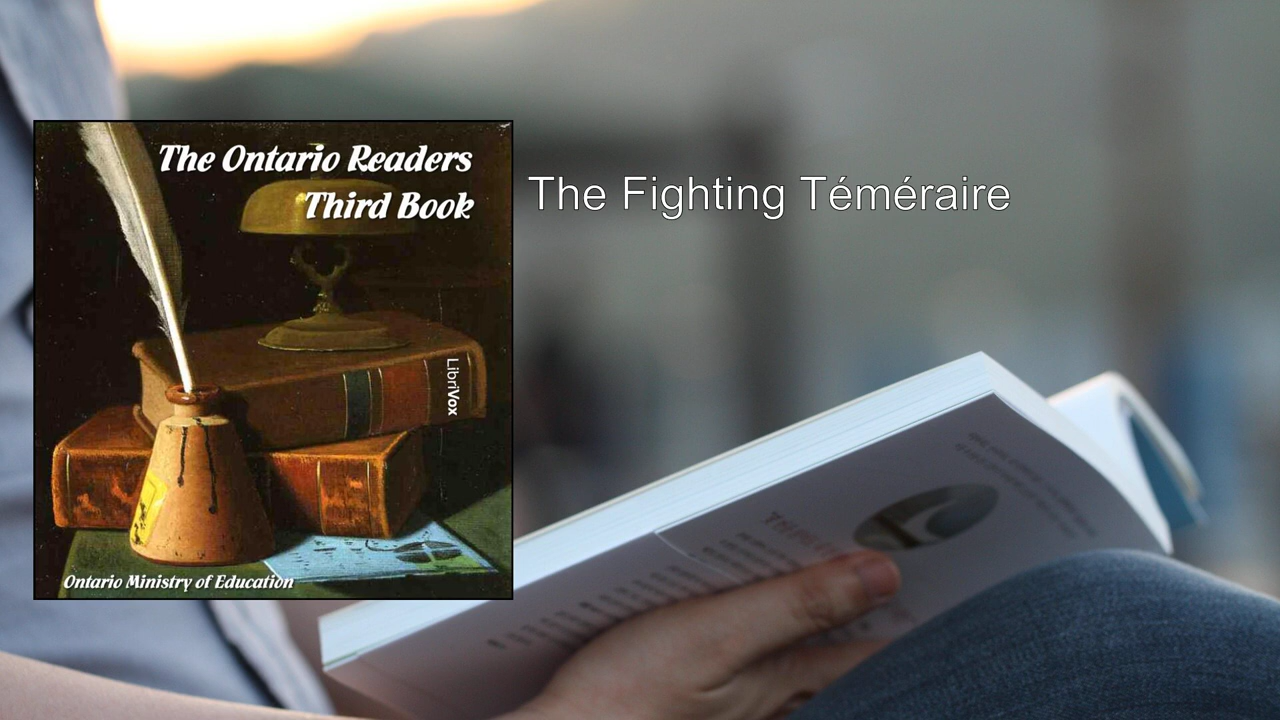 The Ontario Readers
Third Book
LibriVox
Ontario Ministry of Education
The Fighting Téméraire